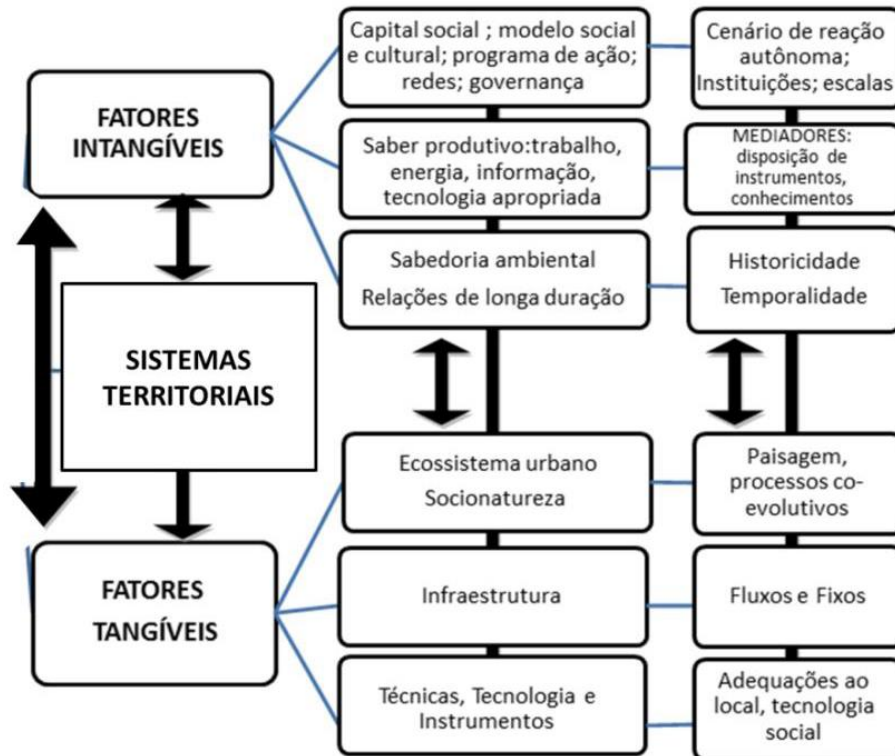 FATORES
INTANGÍVEIS
Capital social ; modelo social
e cultural; programa de ação;
redes; governança
Cenário de reação
autônoma;
Instituições; escalas
Saber produtivo:trabalho,
energia, informação,
tecnologia apropriada
MEDIADORES:
disposição de
instrumentos,
conhecimentos
Sabedoria ambiental
Relações de longa duração
Historicidade
Temporalidade
SISTEMAS
TERRITORIAIS
FATORES
TANGÍVEIS
Ecossistema urbano
Socionatureza
Paisagem,
processos co-
evolutivos
Infraestrutura
Fluxos e Fixos
Técnicas, Tecnologia e
Instrumentos
Adequações ao
local, tecnologia
social